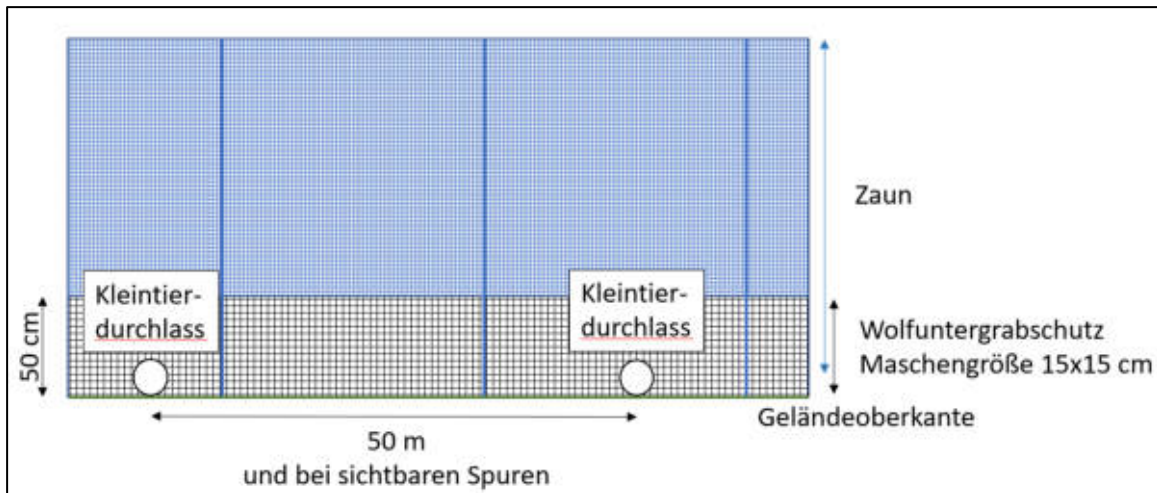 Zaun
Kleintier-
durchlass
Kleintier-
durchlass
50 cm
Wolfuntergrabschutz
Maschengröße 15x15 cm
Geländeoberkante
50 m
und bei sichtbaren Spuren